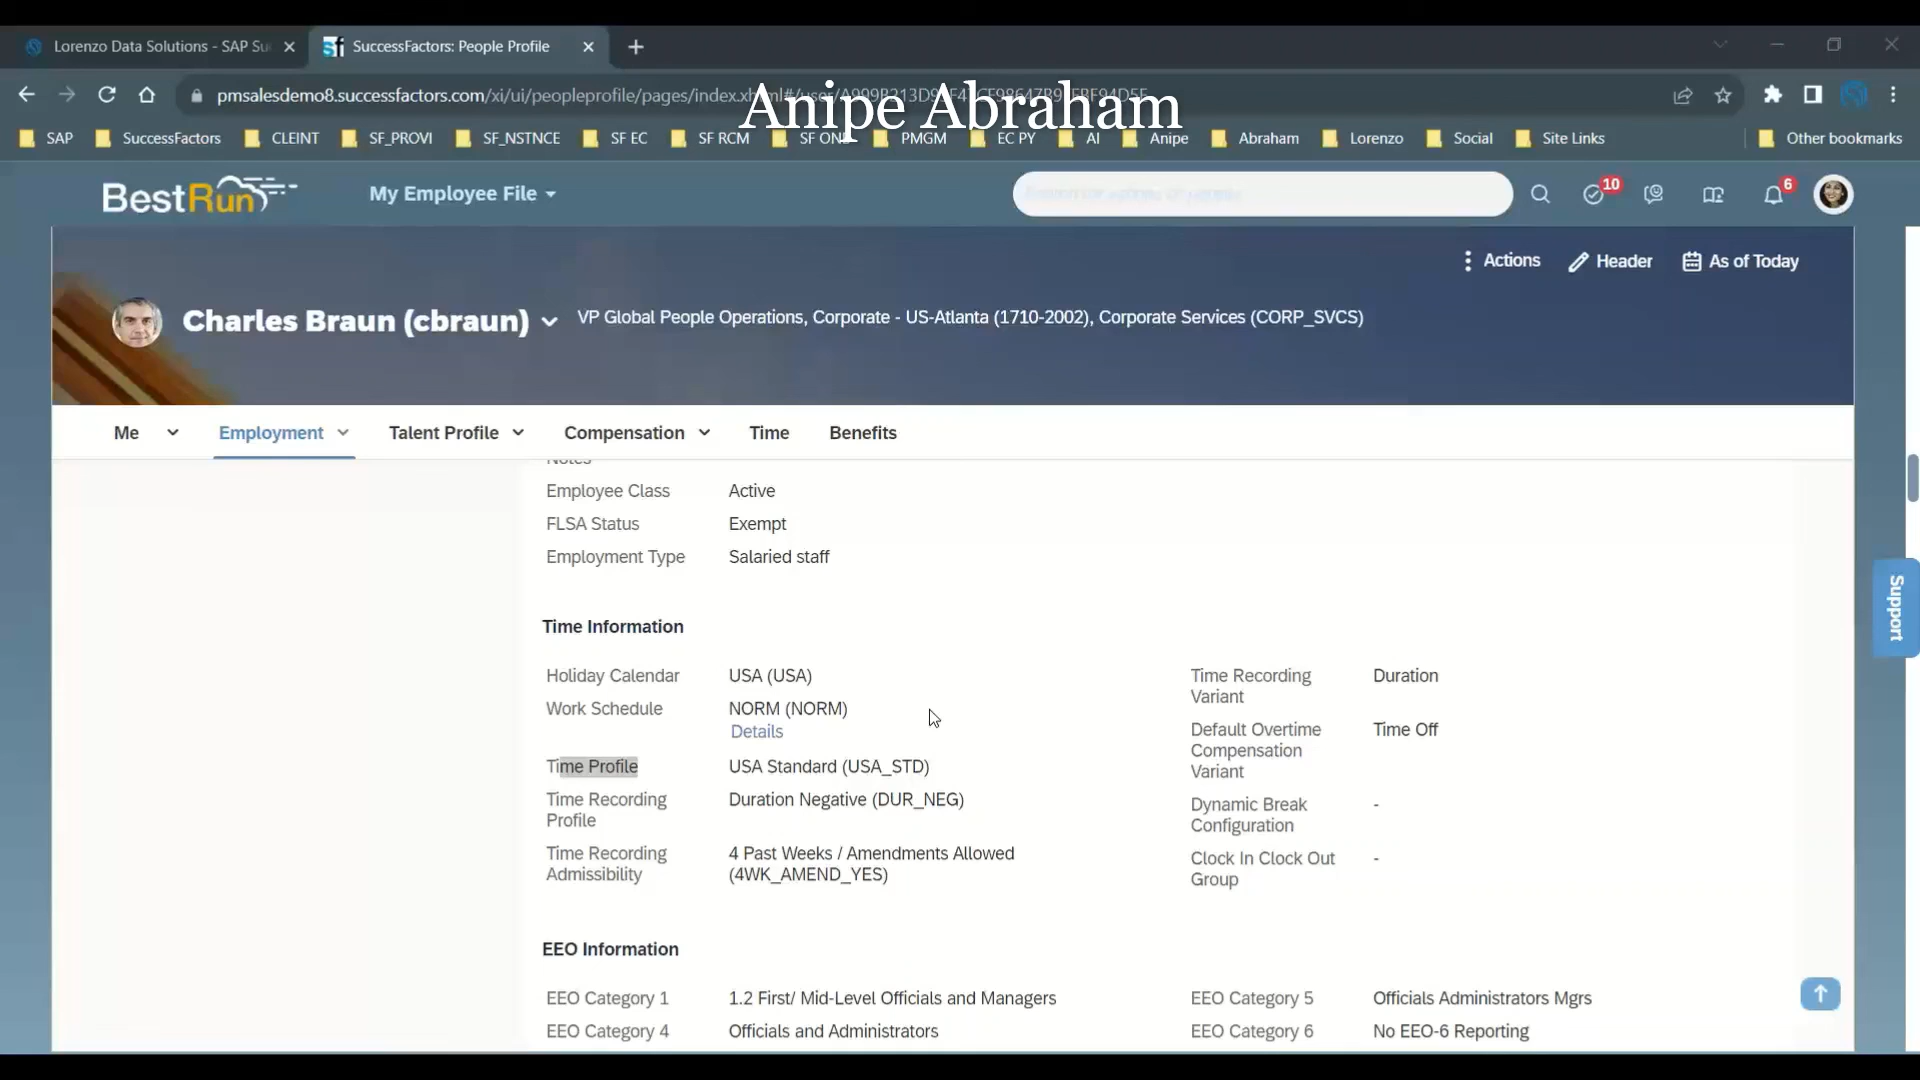 Lorenzo Data Solutions - SAP Su
SuccessFactors: People Profile
pmsalesdemo8.successfactors.com/xi/ui/peopleprofile/pages/index.xh
Anipe Abraham
SAP SuccessFactors CLEINT SF_PROVI SF_NSTNCE SF EC SF RCM SF ONB PMGM EC PY AI Anipe Abraham Lorenzo Social Site Links Other bookmarks
BestRun My Employee File 10 6
Actions Header As of Today
Charles Braun (cbraun) VP Global People Operations, Corporate - US-Atlanta (1710-2002), Corporate Services (CORP_SVCS)
Me Employment Talent Profile Compensation Time Benefits
Notes
Employee Class Active
FLSA Status Exempt
Employment Type Salaried staff
Support
Time Information
Holiday Calendar USA (USA)
Work Schedule NORM (NORM)
Details
Time Profile USA Standard (USA_STD)
Time Recording Duration Negative (DUR_NEG)
Profile
Time Recording 4 Past Weeks / Amendments Allowed
Admissibility (4WK_AMEND_YES)
Time Recording Duration
Variant
Default Overtime Time Off
Compensation
Variant
Dynamic Break -
Configuration
Clock In Clock Out -
Group
EEO Information
EEO Category 1 1.2 First/ Mid-Level Officials and Managers
EEO Category 4 Officials and Administrators
EEO Category 5 Officials Administrators Mgrs
EEO Category 6 No EEO-6 Reporting